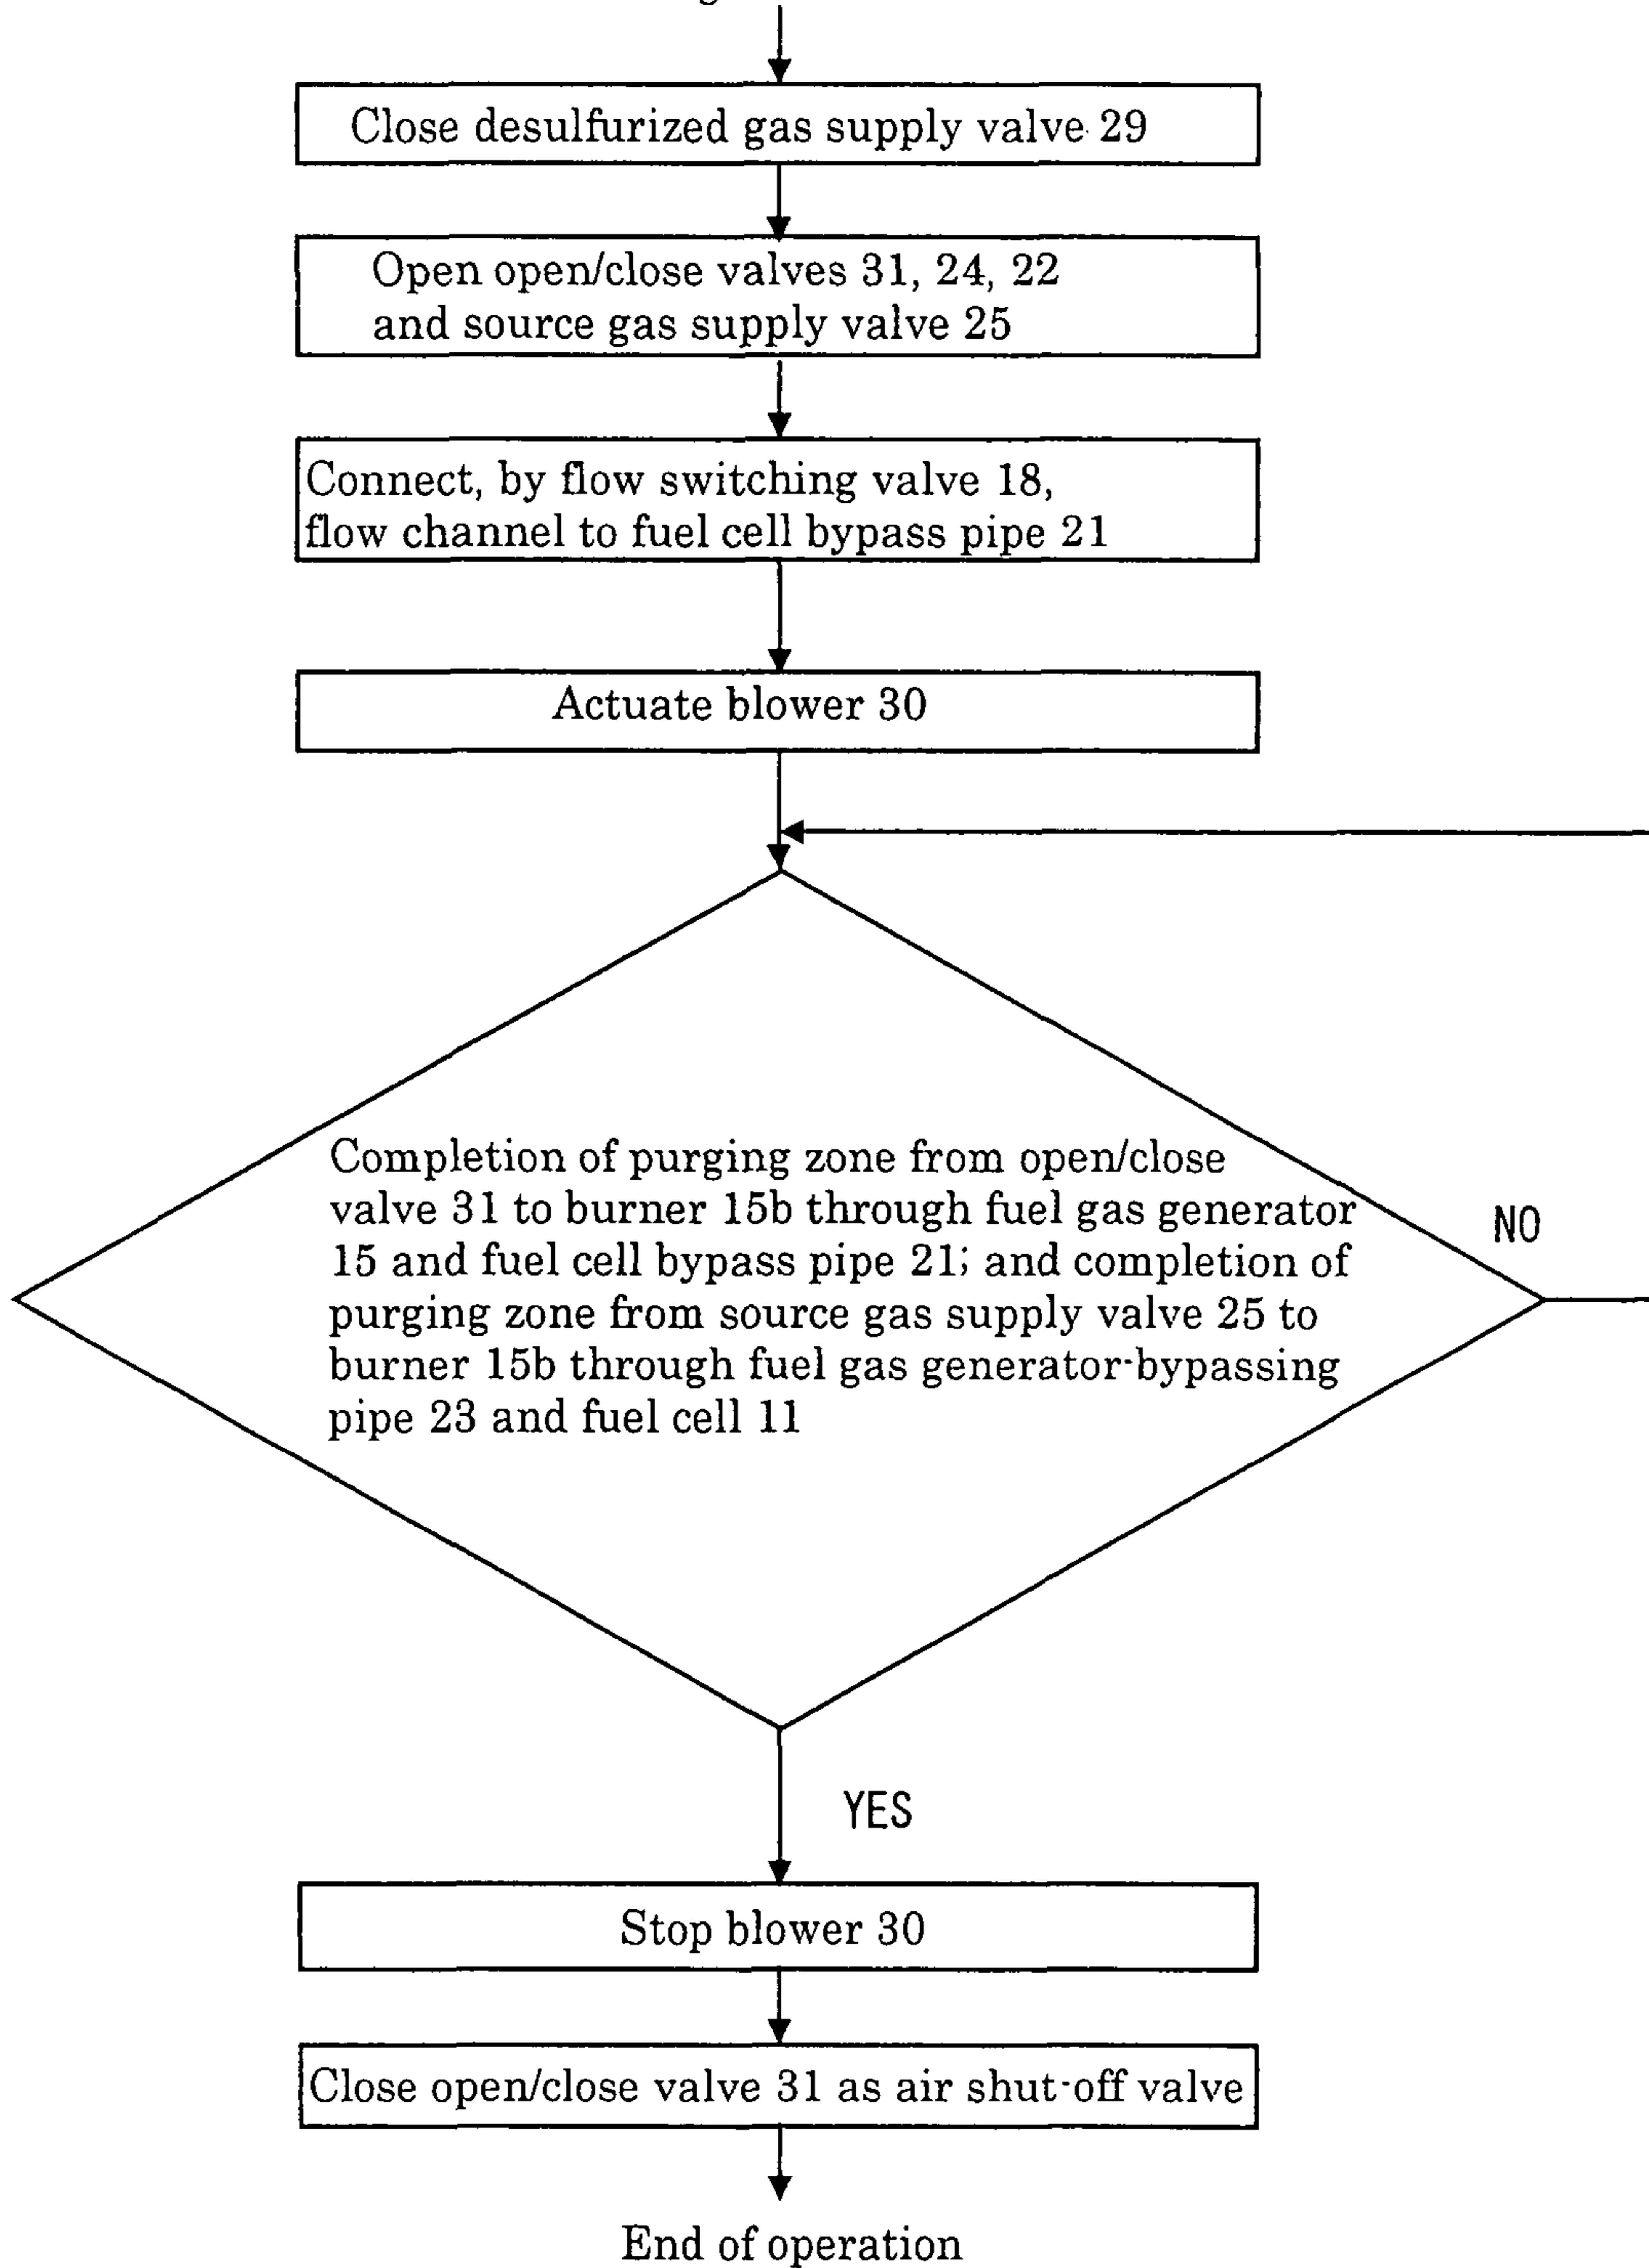 Close desulfurized gas supply valve 29
Open open/close valves 31, 24, 22
and source gas supply valve 25
Connect, by flow switching valve 18,
flow channel to fuel cell bypass pipe 21
Actuate blower 30
Completion of purging zone from open/close
valve 31 to burner 15b through fuel gas generator
15 and fuel cell bypass pipe 21; and completion of
purging zone from source gas supply valve 25 to
burner 15b through fuel gas generator-bypassing
pipe 23 and fuel cell 11
NO
YES
Stop blower 30
Close open/close valve 31 as air shut-off valve
End of operation